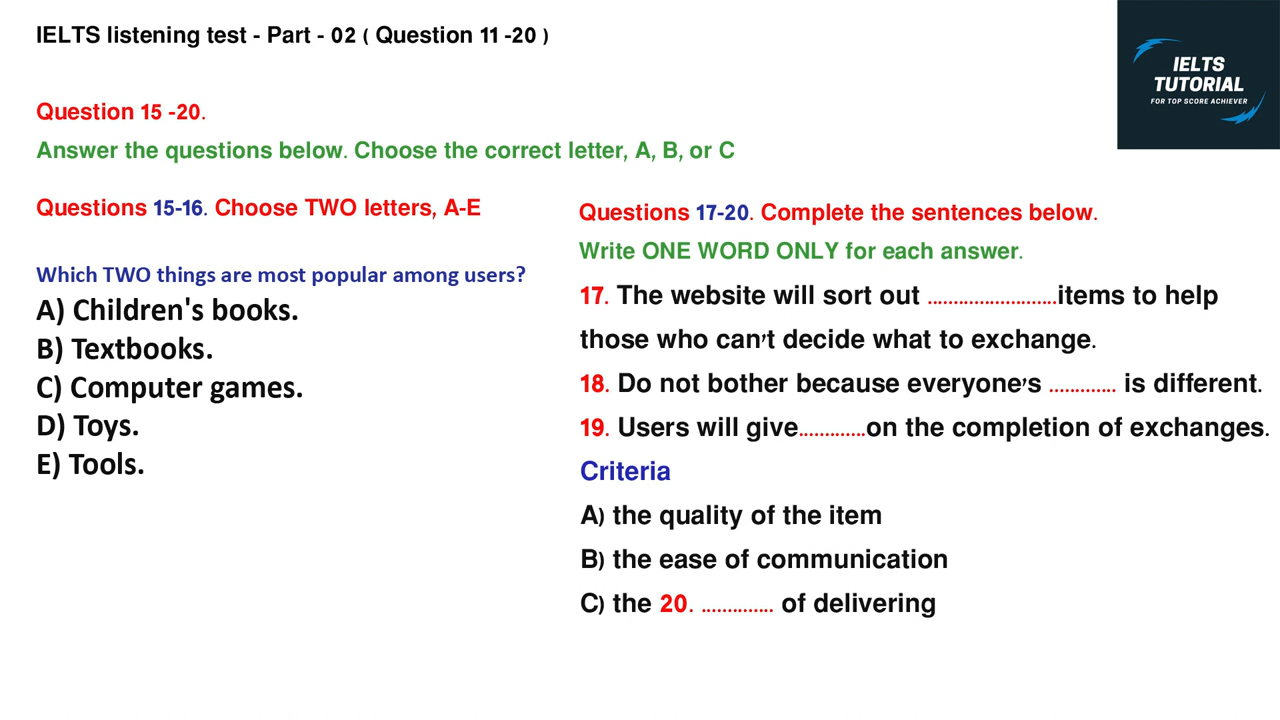 IELTS listening test - Part - 02 ( Question 11 -20 )
IELTS
TUTORIAL
FOR TOP SCORE ACHIEVER
Question 15 -20.
Answer the questions below. Choose the correct letter, A, B, or C
Questions 15-16. Choose TWO letters, A-E
Which TWO things are most popular among users?
A) Children's books.
B) Textbooks.
C) Computer games.
D) Toys.
E) Tools.
Questions 17-20. Complete the sentences below.
Write ONE WORD ONLY for each answer.
17. The website will sort out .........................items to help
those who can't decide what to exchange.
18. Do not bother because everyone's ............. is different.
19. Users will give.............on the completion of exchanges.
Criteria
A) the quality of the item
B) the ease of communication
C) the 20. .............. of delivering